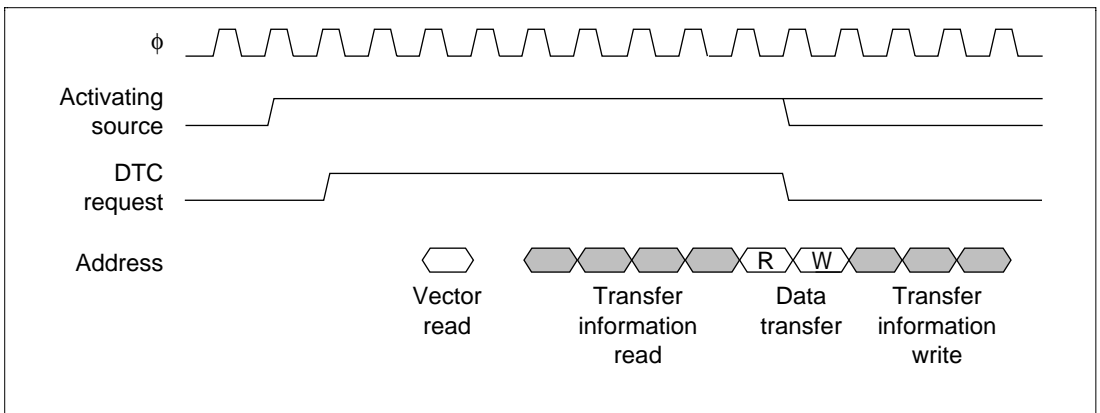 ϕ
Activating
source
DTC
request
Address
R W
Vector
read
Transfer
information
read
Data
transfer
Transfer
information
write